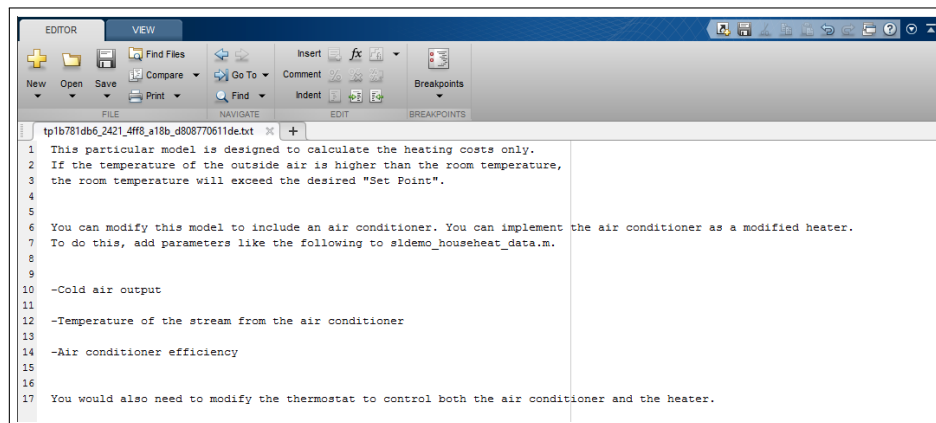 EDITOR VIEW
New Open Save
Find Files
Compare
Print
Go To
Find
Insert fx
Comment
Indent
Breakpoints
FILE NAVIGATE EDIT BREAKPOINTS
tp1b781db6_2421_4ff8_a18b_d808770611de.txt × +
1 This particular model is designed to calculate the heating costs only.
2 If the temperature of the outside air is higher than the room temperature,
3 the room temperature will exceed the desired "Set Point".
4
5
6 You can modify this model to include an air conditioner. You can implement the air conditioner as a modified heater.
7 To do this, add parameters like the following to sldemo_househeat_data.m.
8
9
10 -Cold air output
11
12 -Temperature of the stream from the air conditioner
13
14 -Air conditioner efficiency
15
16
17 You would also need to modify the thermostat to control both the air conditioner and the heater.